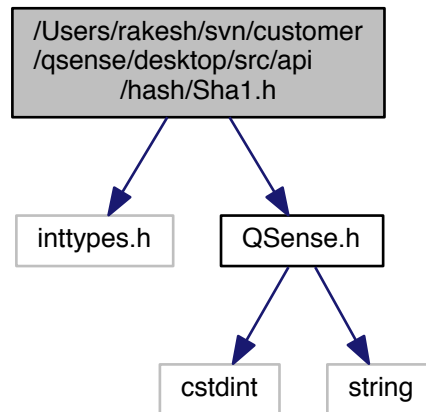 /Users/rakesh/svn/customer
/qsense/desktop/src/api
/hash/Sha1.h
inttypes.h
QSense.h
cstdint
string